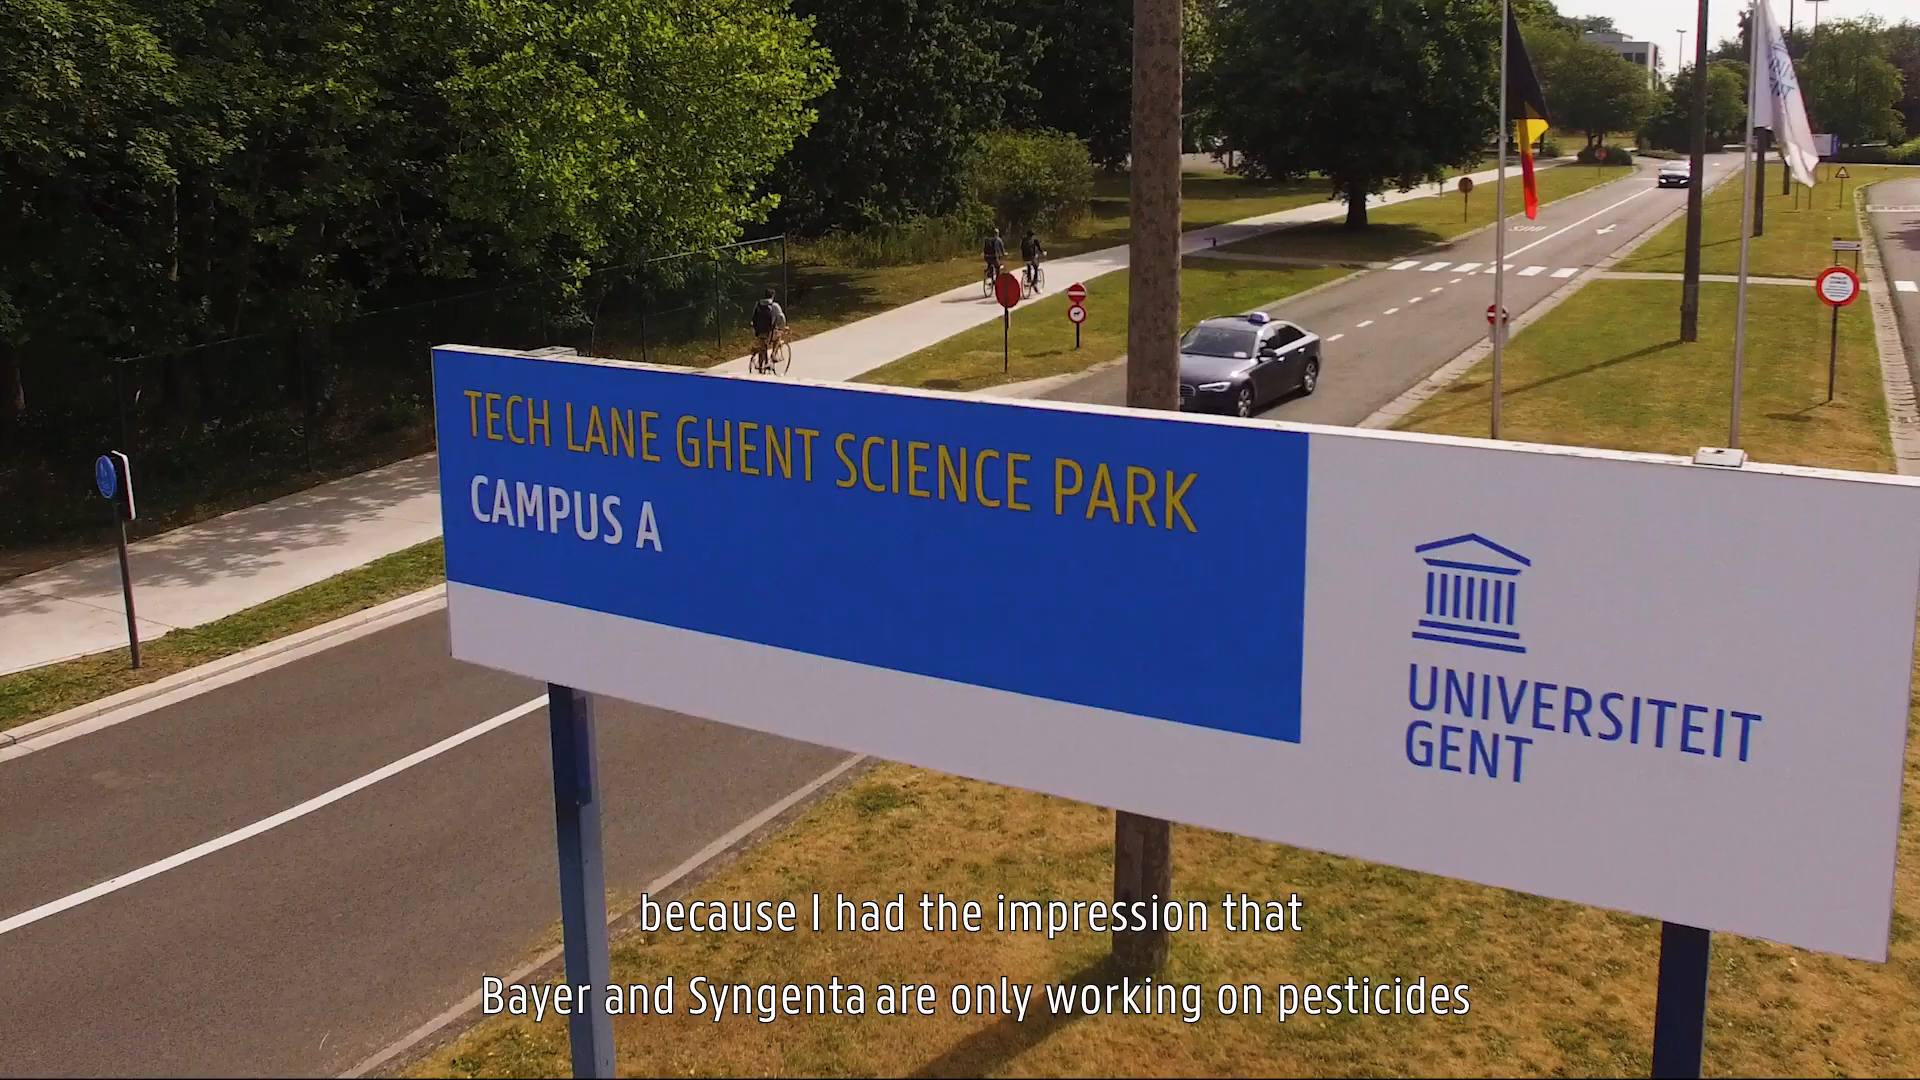 TECH LANE GHENT SCIENCE PARK
CAMPUS A
UNIVERSITEIT
GENT
because I had the impression that
Bayer and Syngenta are only working on pesticides